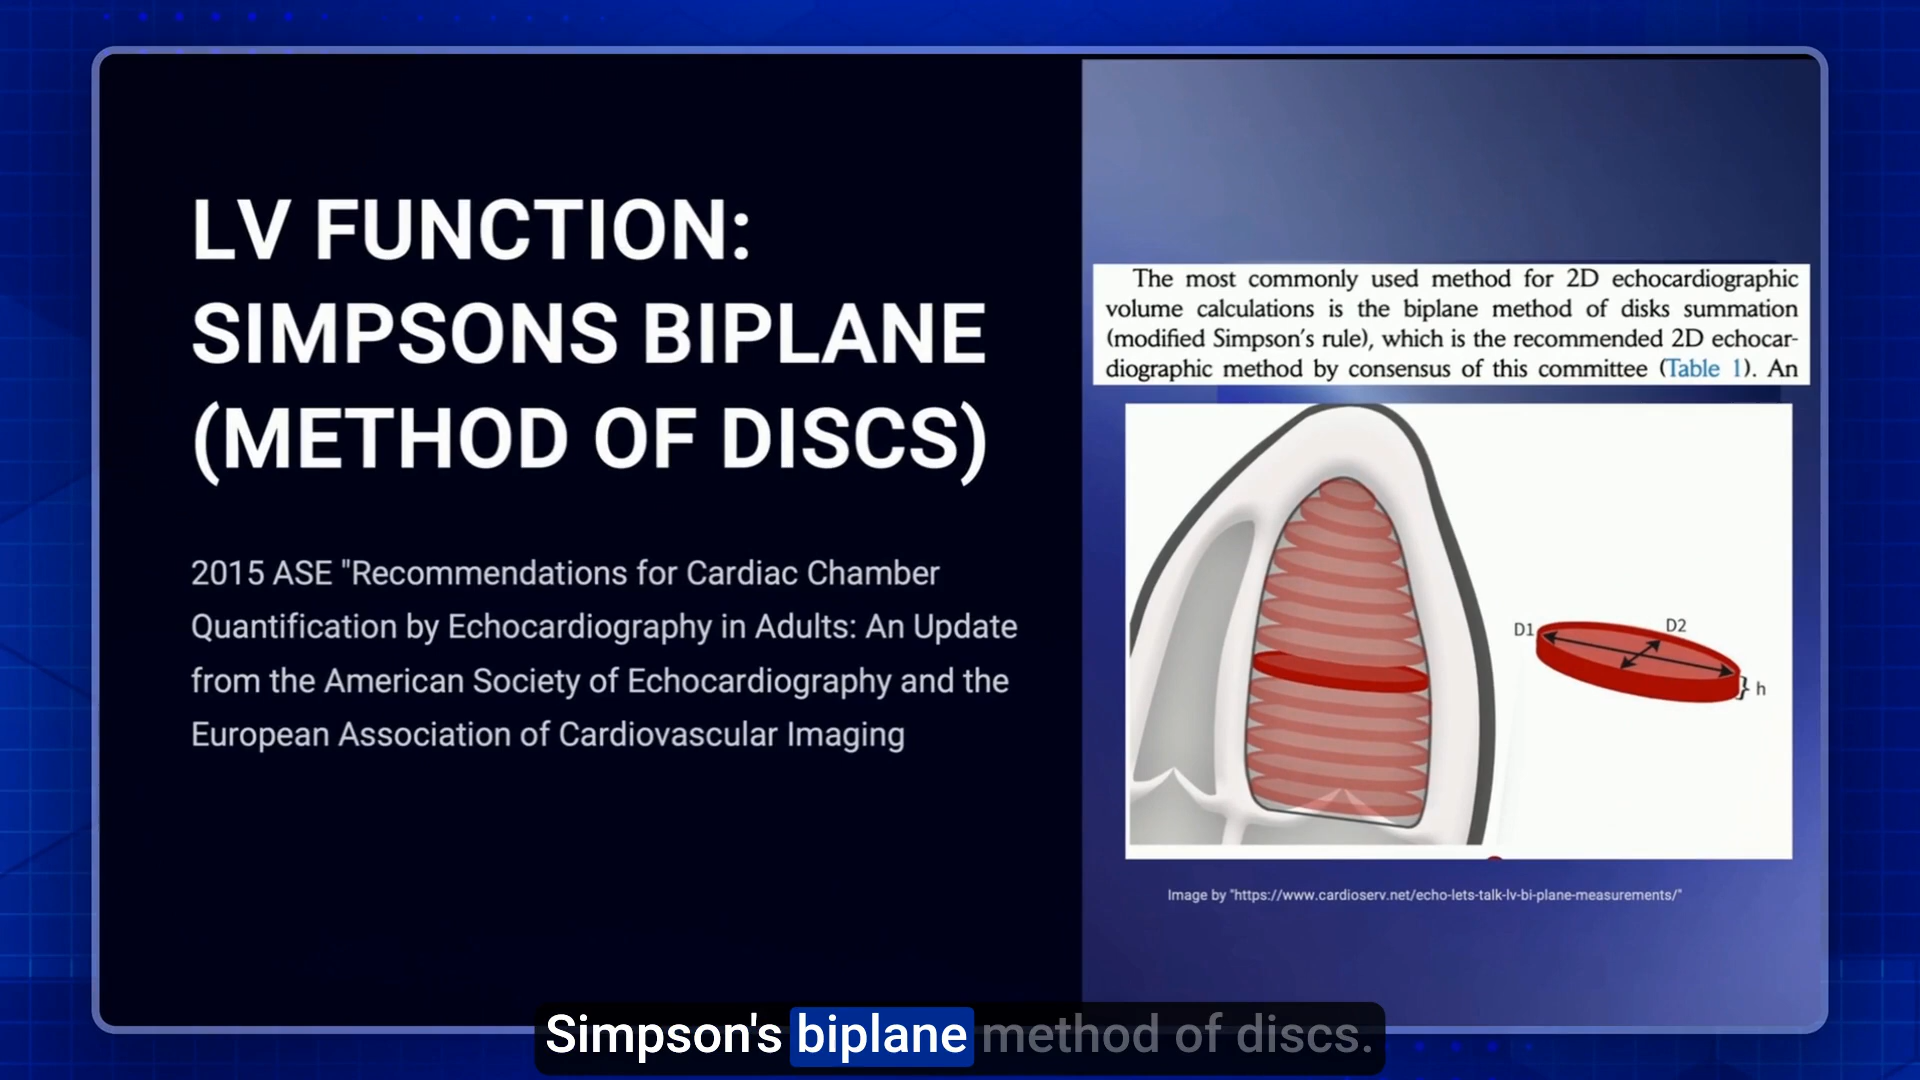 LV FUNCTION:
SIMPSONS BIPLANE
(METHOD OF DISCS)
2015 ASE "Recommendations for Cardiac Chamber
Quantification by Echocardiography in Adults: An Update
from the American Society of Echocardiography and the
European Association of Cardiovascular Imaging
The most commonly used method for 2D echocardiographic
volume calculations is the biplane method of disks summation
(modified Simpson's rule), which is the recommended 2D echocar-
diographic method by consensus of this committee (Table 1). An
D1
D2
} h
Image by "https://www.cardioserv.net/echo-lets-talk-lv-bi-plane-measurements/"
Simpson's biplane method of discs.